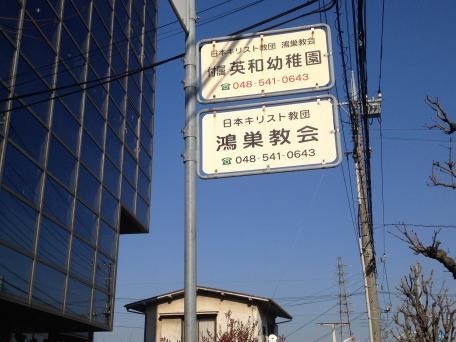 日本キリスト教団 鴻巣教会
付属 英和幼稚園
☎048-541-0643
日本キリスト教団
鴻巣教会
☎048-541-0643